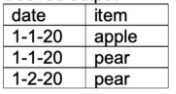 date item
1-1-20 apple
1-1-20 pear
1-2-20 pear